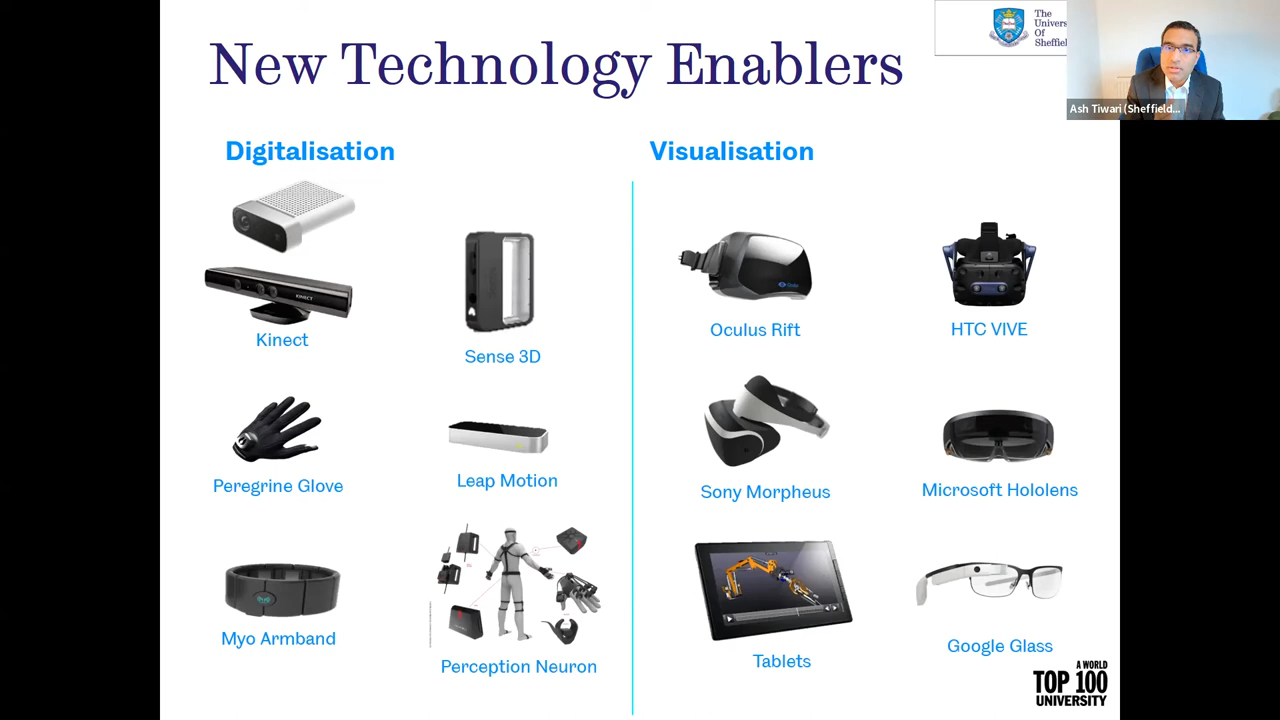 New Technology Enablers
The
Univers
Of
Sheffiel
Ash Tiwari (Sheffield...
Digitalisation
Visualisation
KINECT
Kinect
Sense 3D
Oculus Rift
HTC VIVE
Peregrine Glove
Leap Motion
Sony Morpheus
Microsoft Hololens
Myo Armband
Perception Neuron
Tablets
Google Glass
A WORLD
TOP 100
UNIVERSITY